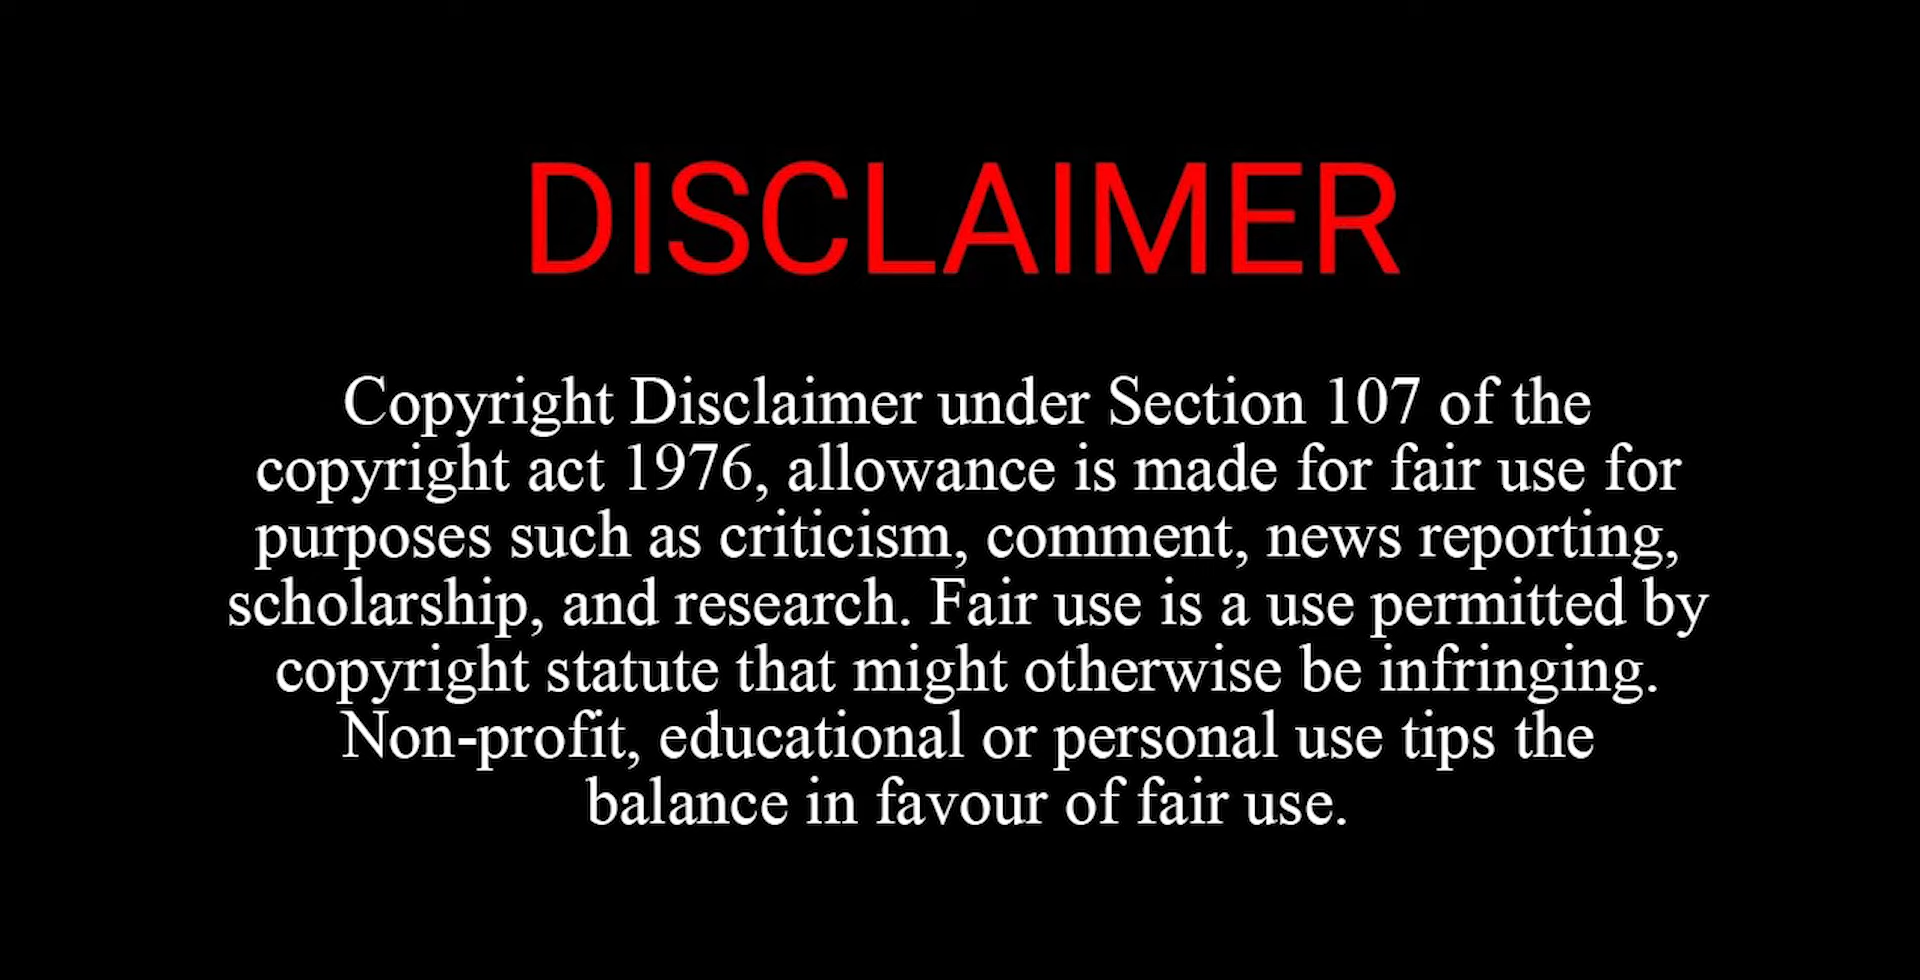 DISCLAIMER
Copyright Disclaimer under Section 107 of the
copyright act 1976, allowance is made for fair use for
purposes such as criticism, comment, news reporting,
scholarship, and research. Fair use is a use permitted by
copyright statute that might otherwise be infringing.
Non-profit, educational or personal use tips the
balance in favour of fair use.